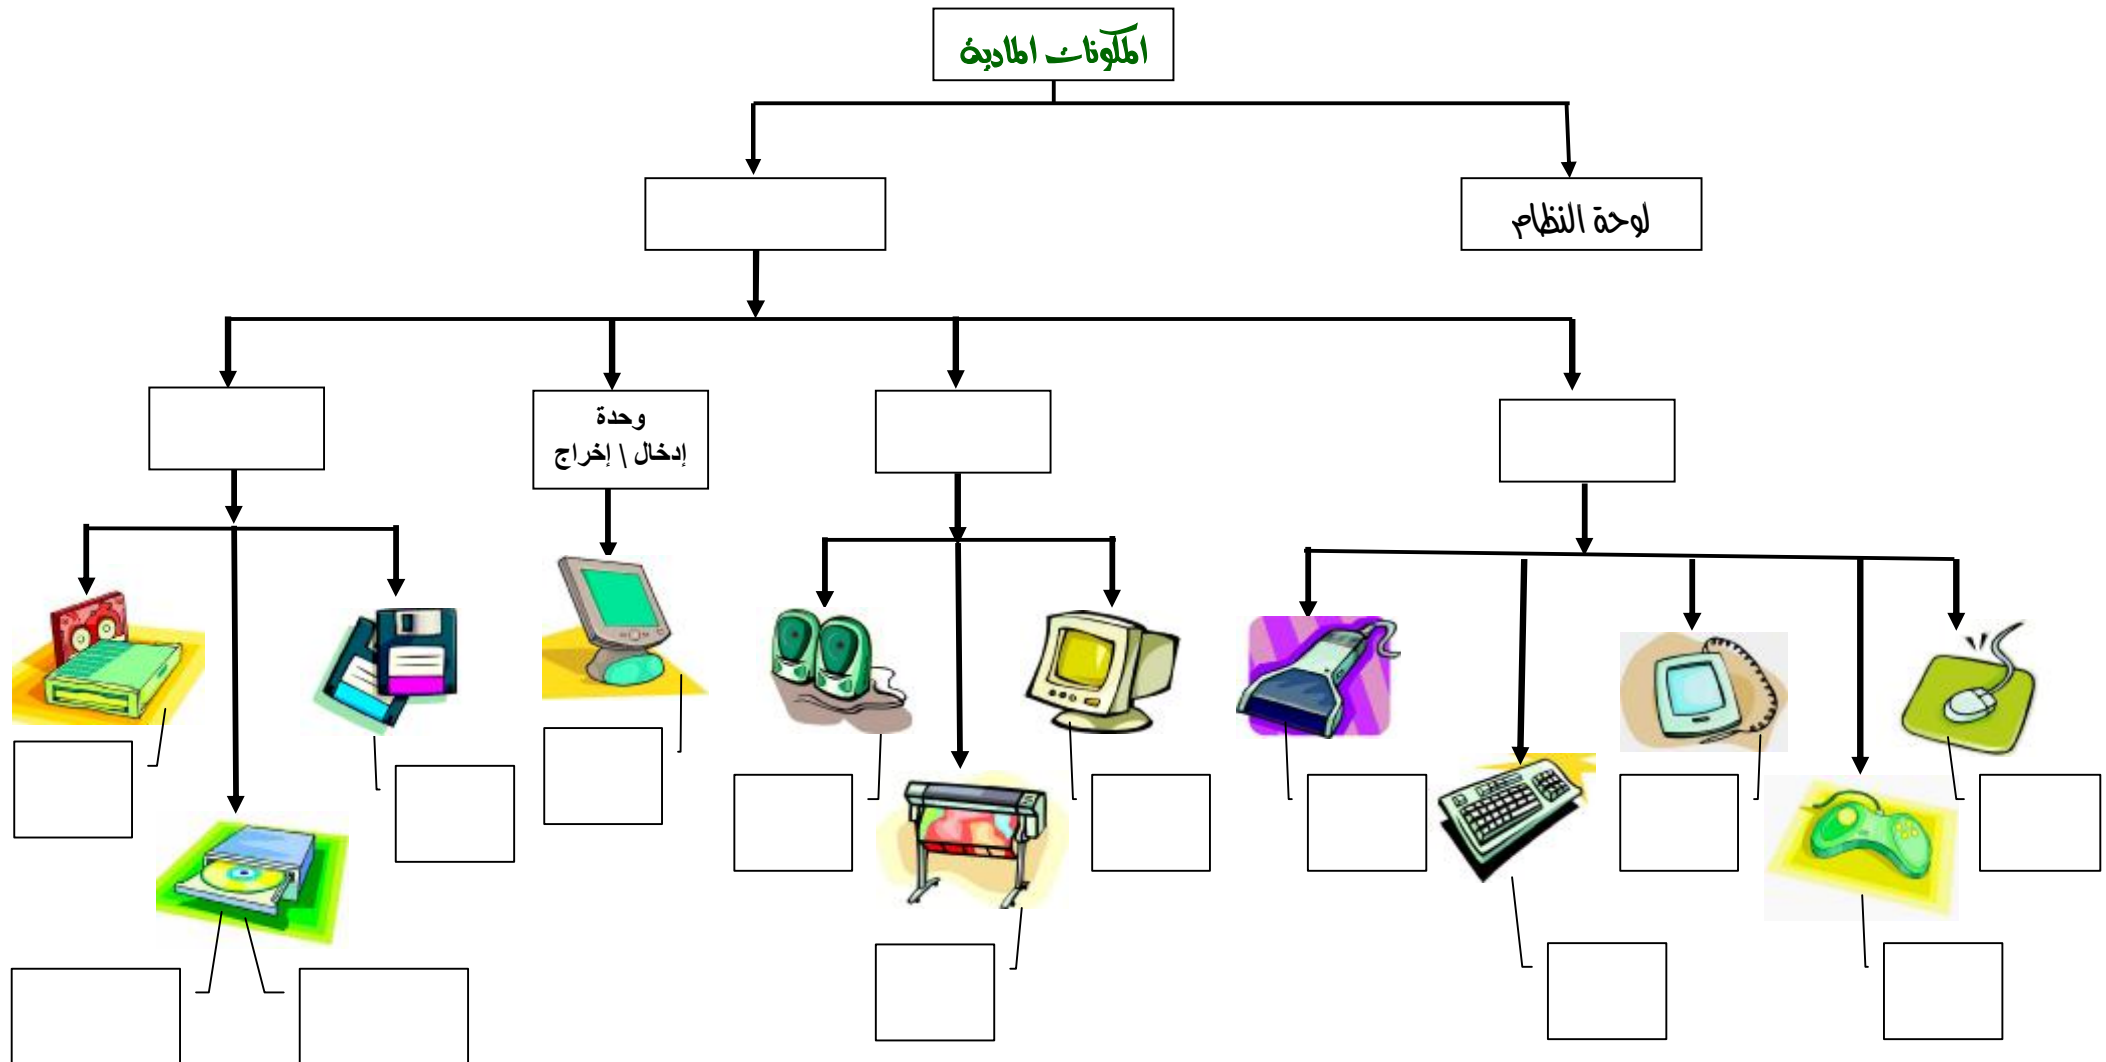 المكونات المادية
لوحة النظام
وحدة
إدخال \ إخراج